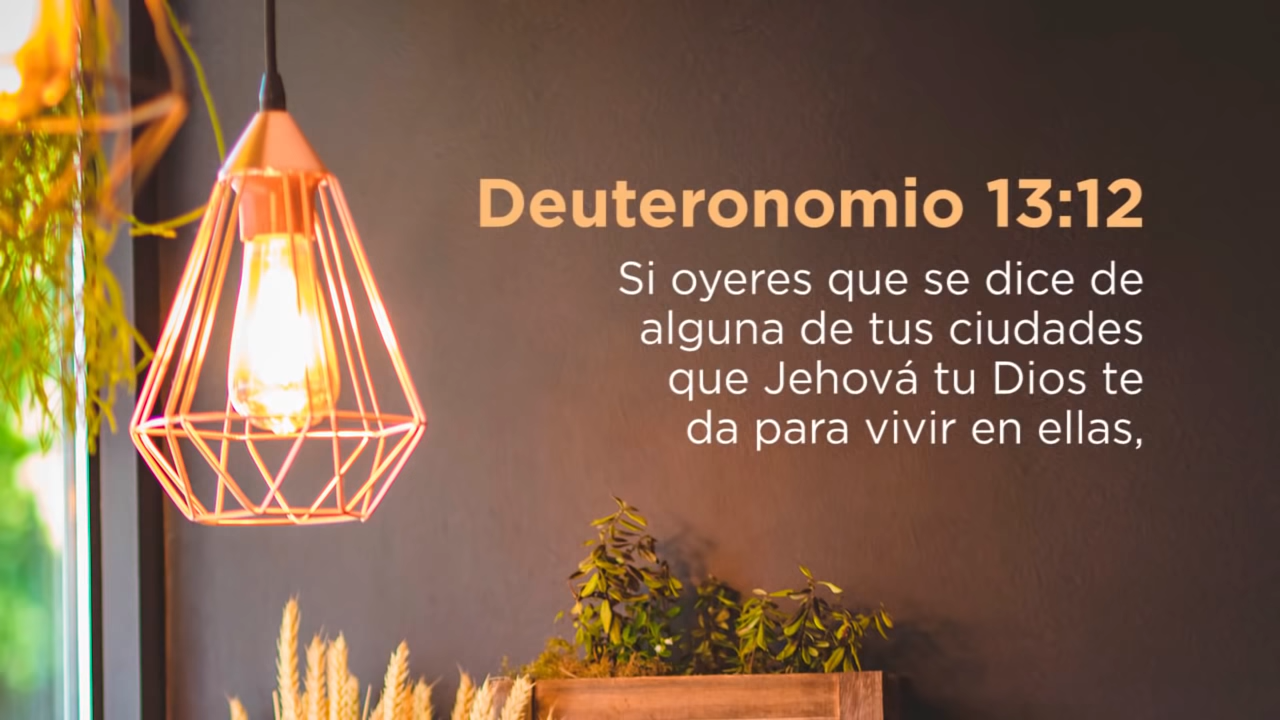 Deuteronomio 13:12
Si oyeres que se dice de
alguna de tus ciudades
que Jehová tu Dios te
da para vivir en ellas,